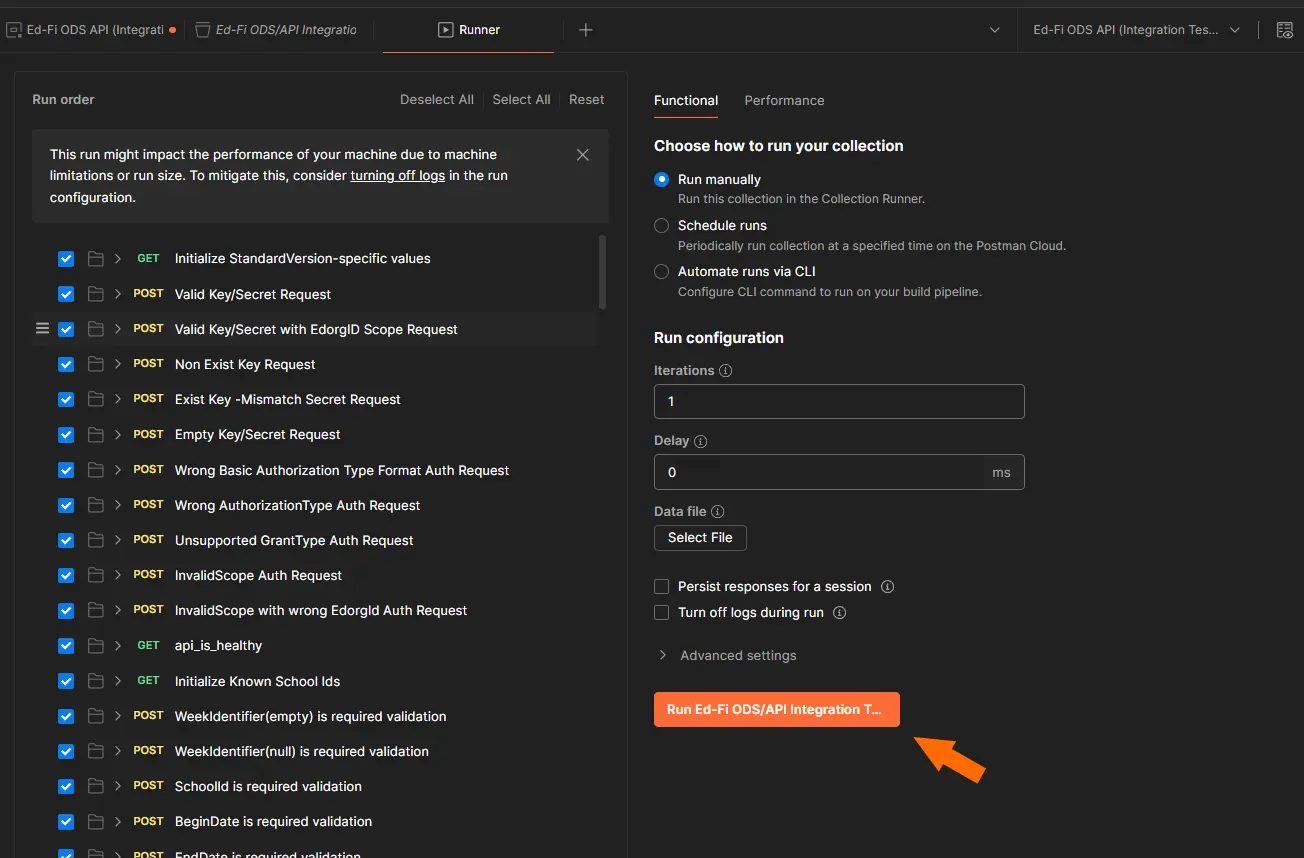 Ed-Fi ODS API (Integrati
Ed-Fi ODS/API Integratio
Runner
Ed-Fi ODS API (Integration Tes...
Run order
Deselect All
Select All
Reset
This run might impact the performance of your machine due to machine
limitations or run size. To mitigate this, consider turning off logs in the run
configuration.
GET Initialize StandardVersion-specific values
POST Valid Key/Secret Request
POST Valid Key/Secret with EdorgID Scope Request
POST Non Exist Key Request
POST Exist Key -Mismatch Secret Request
POST Empty Key/Secret Request
POST Wrong Basic Authorization Type Format Auth Request
POST Wrong AuthorizationType Auth Request
POST Unsupported GrantType Auth Request
POST InvalidScope Auth Request
POST InvalidScope with wrong EdorgId Auth Request
GET api_is_healthy
GET Initialize Known School Ids
POST WeekIdentifier(empty) is required validation
POST WeekIdentifier(null) is required validation
POST SchoolId is required validation
POST BeginDate is required validation
POST EndDate is required validation
Functional
Performance
Choose how to run your collection
Run manually
Run this collection in the Collection Runner.
Schedule runs
Periodically run collection at a specified time on the Postman Cloud.
Automate runs via CLI
Configure CLI command to run on your build pipeline.
Run configuration
Iterations
1
Delay
0 ms
Data file
Select File
Persist responses for a session
Turn off logs during run
Advanced settings
Run Ed-Fi ODS/API Integration T...